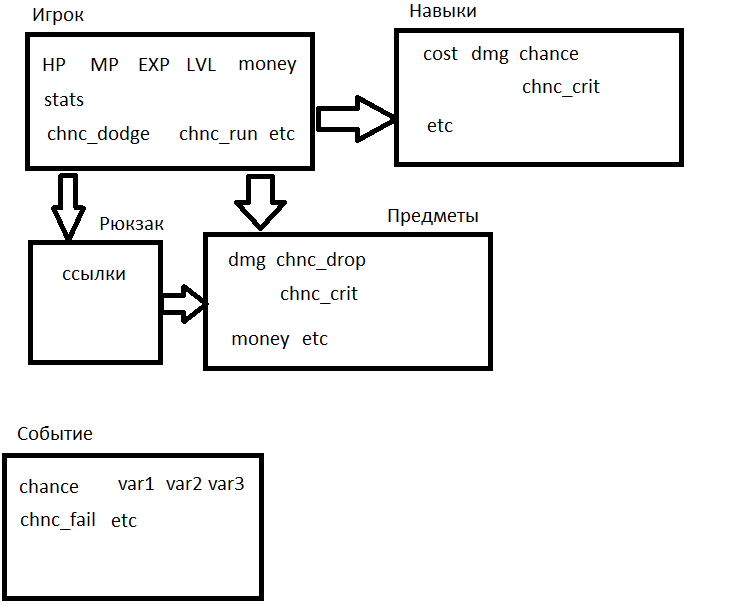 Игрок
HP MP EXP LVL money
stats
chnc_dodge chnc_run etc
Навыки
cost dmg chance
chnc_crit
etc
Рюкзак
ссылки
Предметы
dmg chnc_drop
chnc_crit
money etc
Событие
chance var1 var2 var3
chnc_fail etc